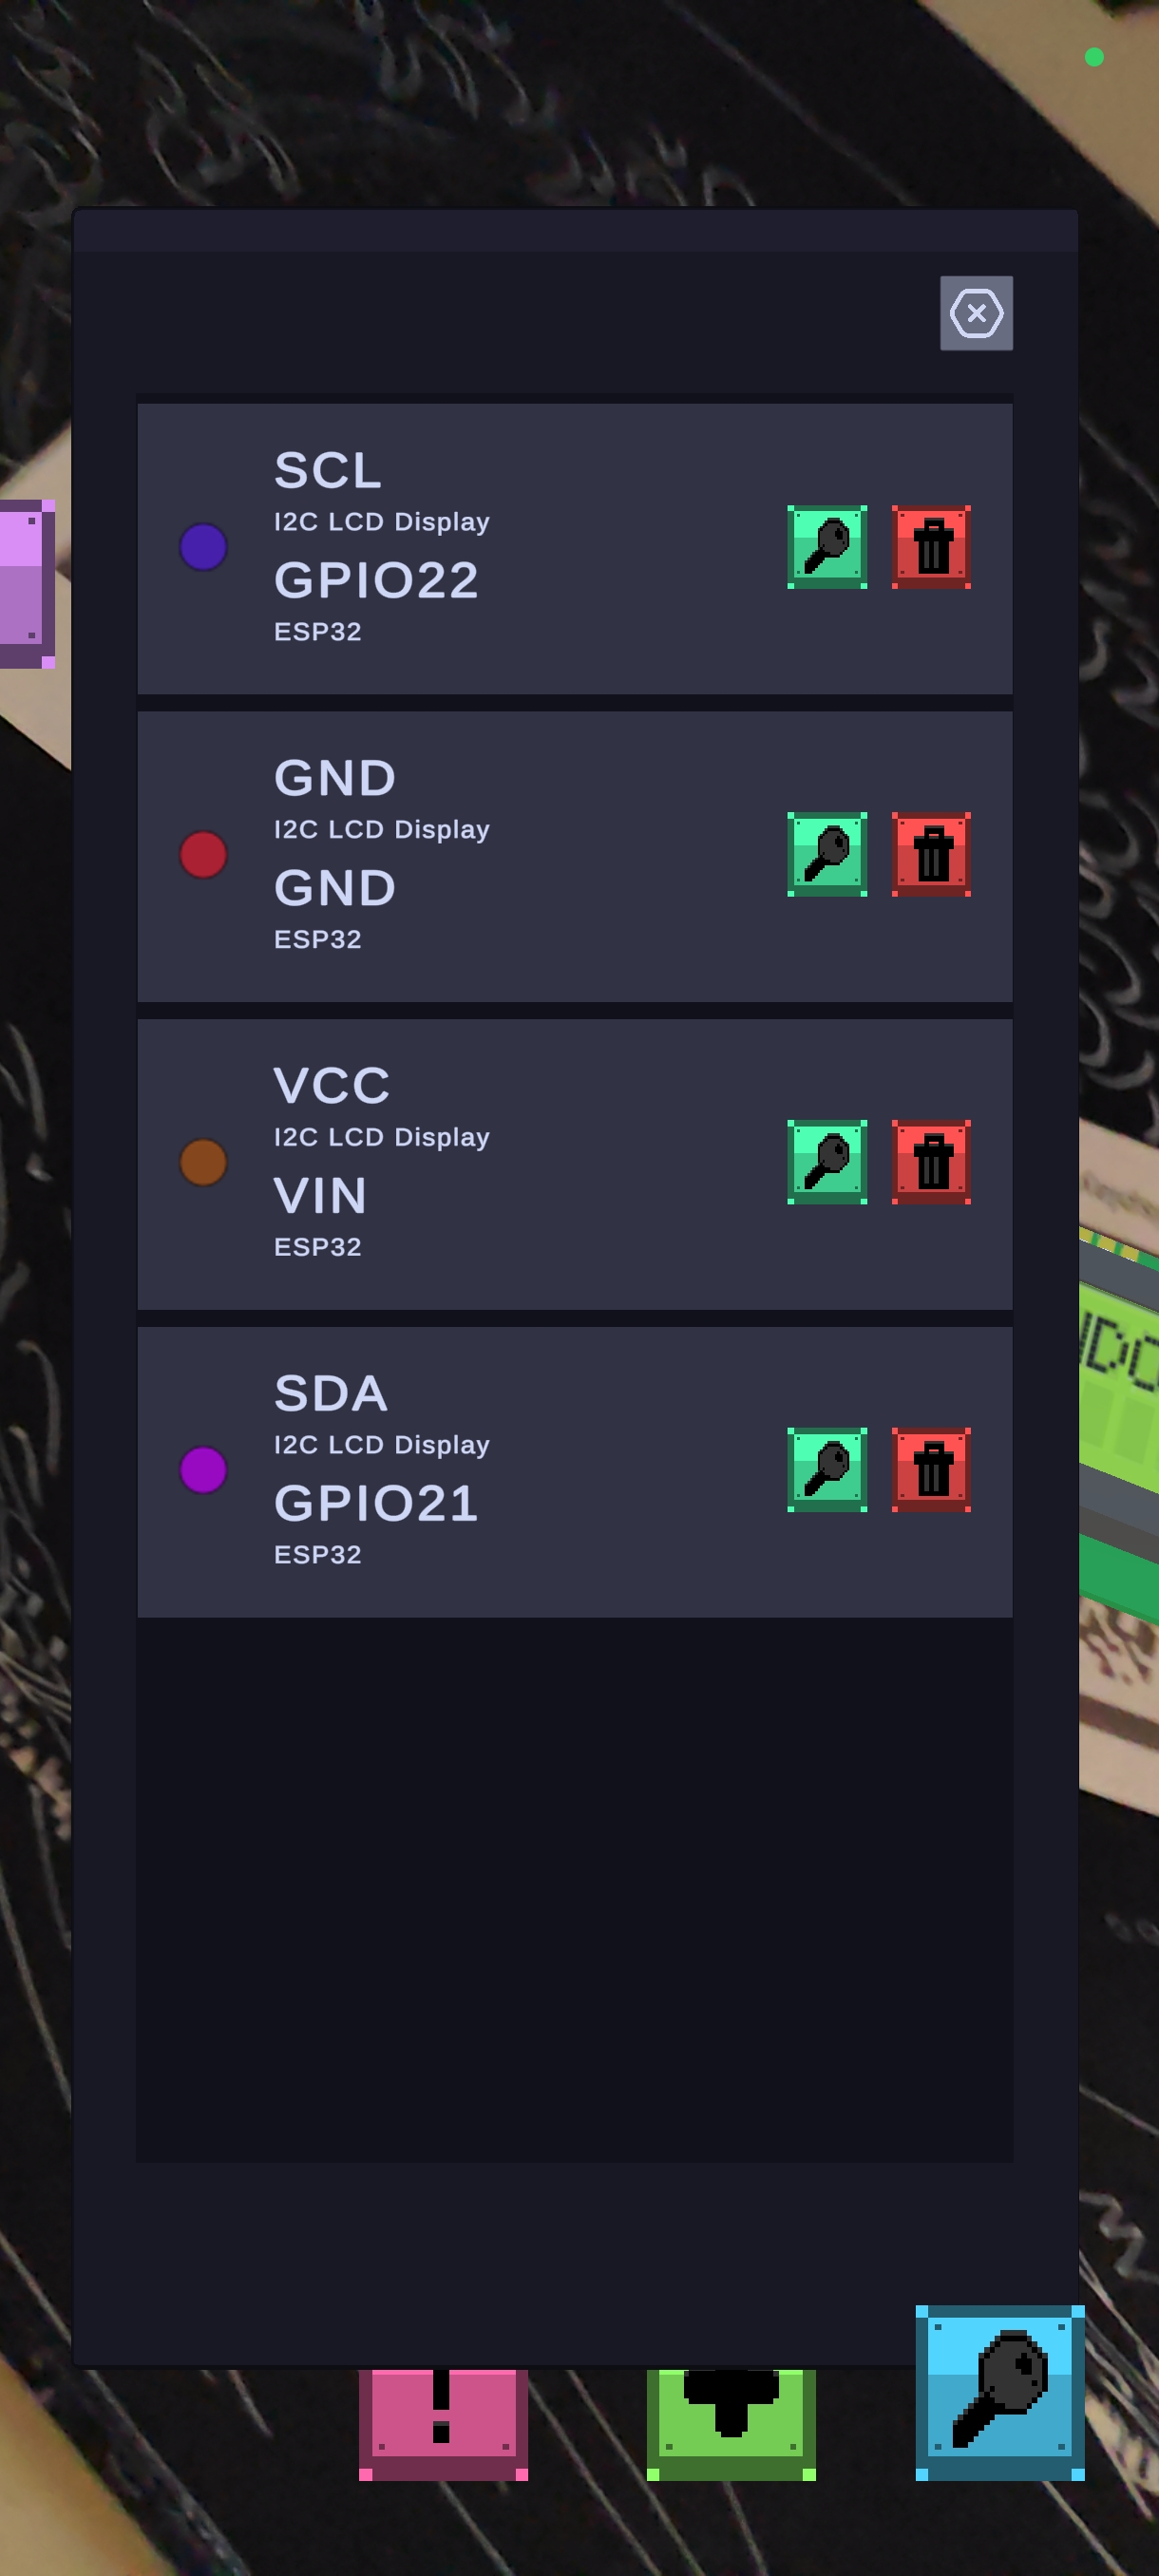 SCL
I2C LCD Display
GPIO22
ESP32
GND
I2C LCD Display
GND
ESP32
VCC
I2C LCD Display
VIN
ESP32
SDA
I2C LCD Display
GPIO21
ESP32